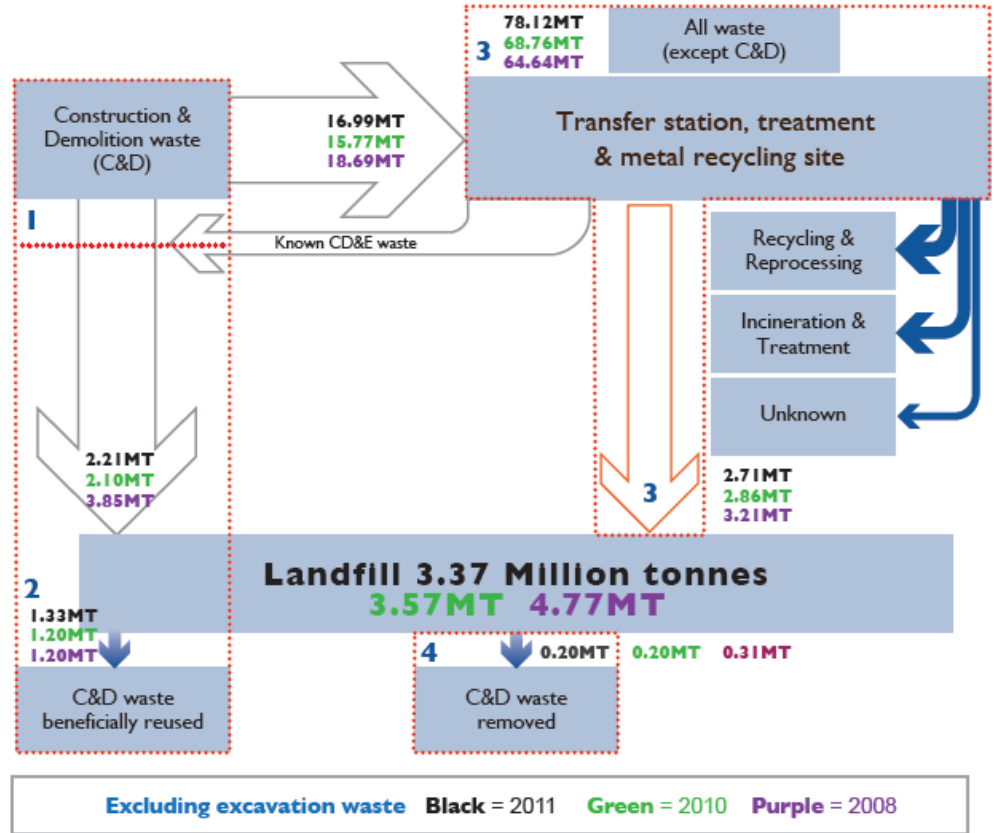 78.12MT
68.76MT
64.64MT
3
All waste
(except C&D)
Construction &
Demolition waste
(C&D)
16.99MT
15.77MT
18.69MT
Transfer station, treatment
& metal recycling site
1
Known CD&E waste
Recycling &
Reprocessing
Incineration &
Treatment
Unknown
2.21MT
2.10MT
3.85MT
3
2.71MT
2.86MT
3.21MT
Landfill 3.37 Million tonnes
3.57MT 4.77MT
2
1.33MT
1.20MT
1.20MT
4
0.20MT 0.20MT 0.31MT
C&D waste
beneficially reused
C&D waste
removed
Excluding excavation waste Black = 2011 Green = 2010 Purple = 2008